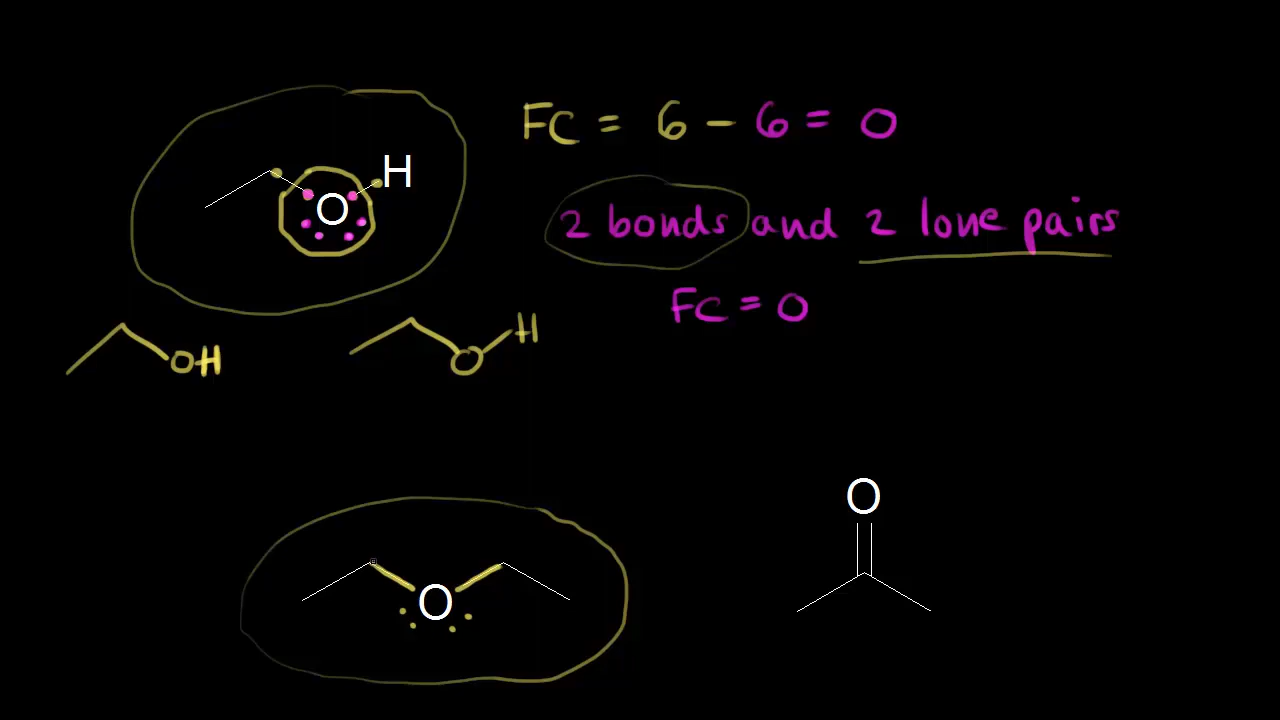 FC = 6 - 6 = 0
H
O
2 bonds and 2 lone pairs
FC = 0
OH
H
O
O
O